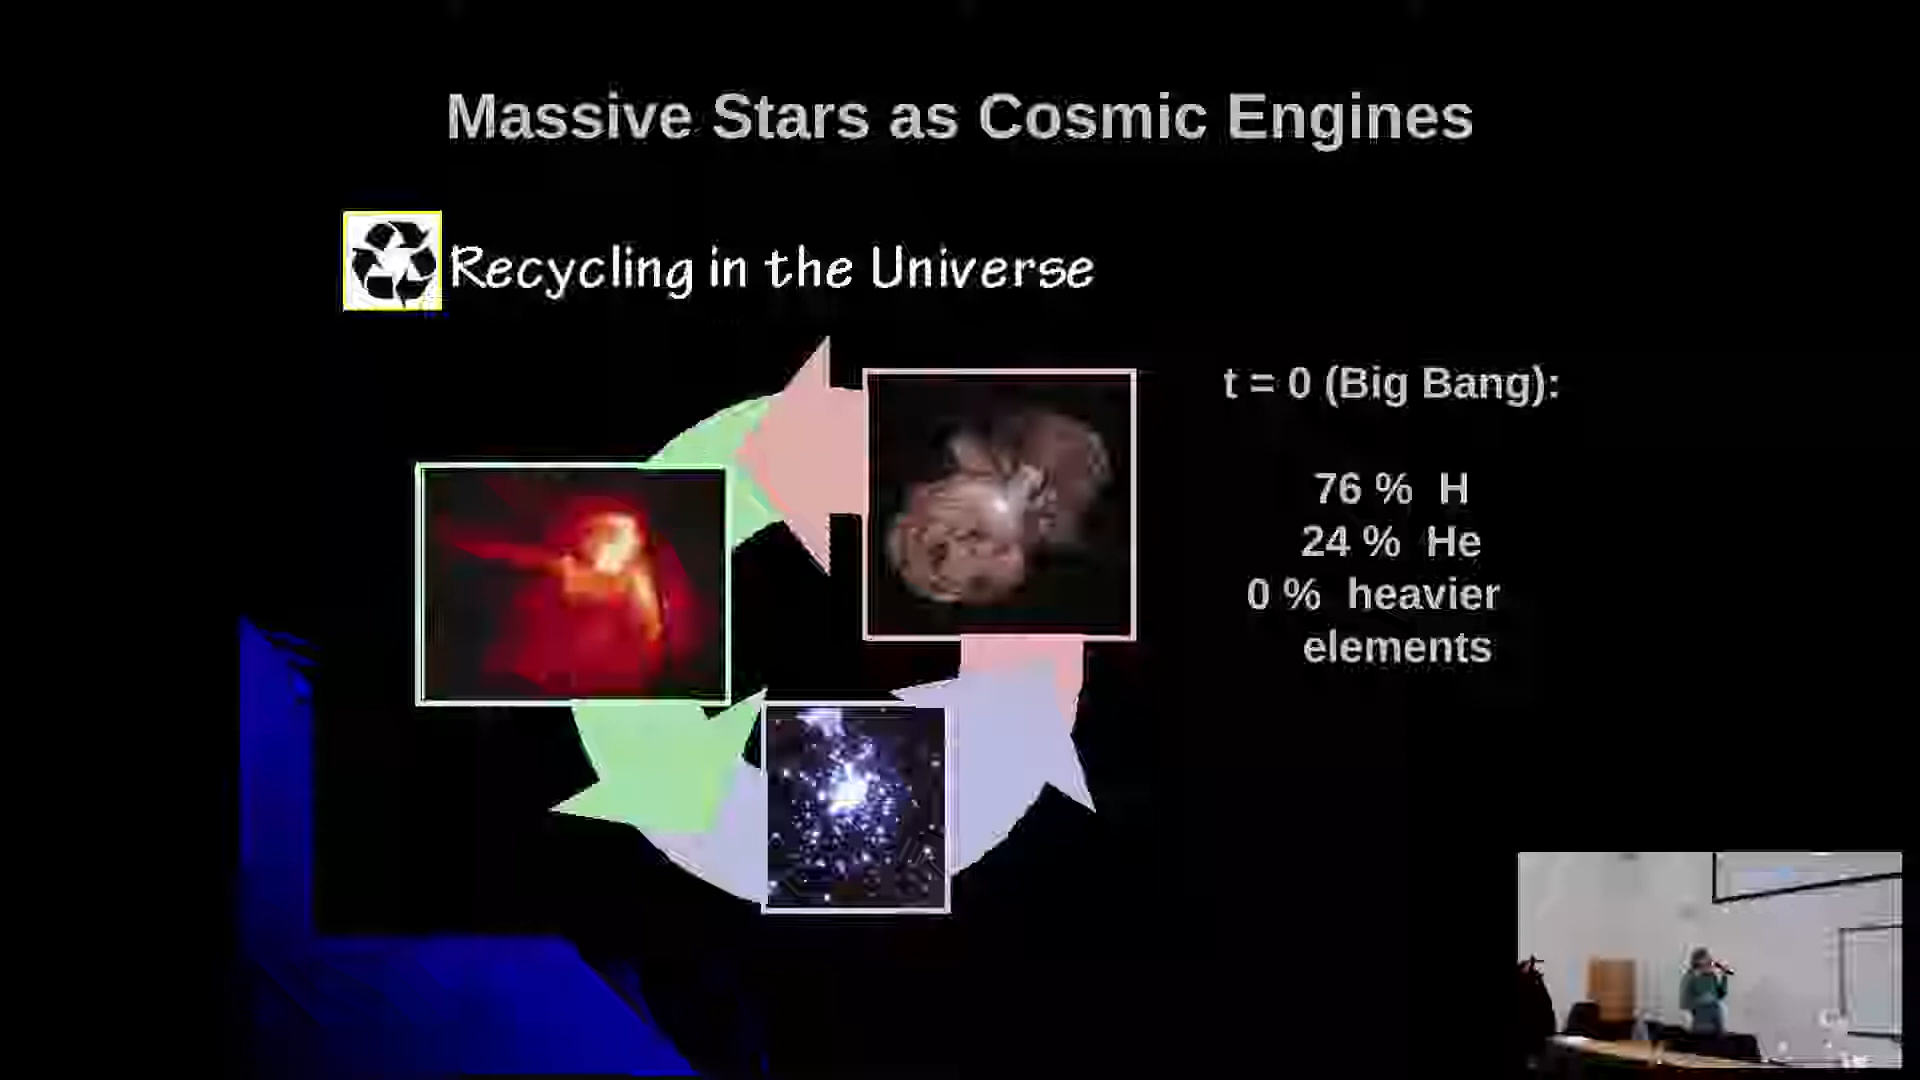 Massive Stars as Cosmic Engines
Recycling in the Universe
t = 0 (Big Bang):
76 % H
24 % He
0 % heavier
elements